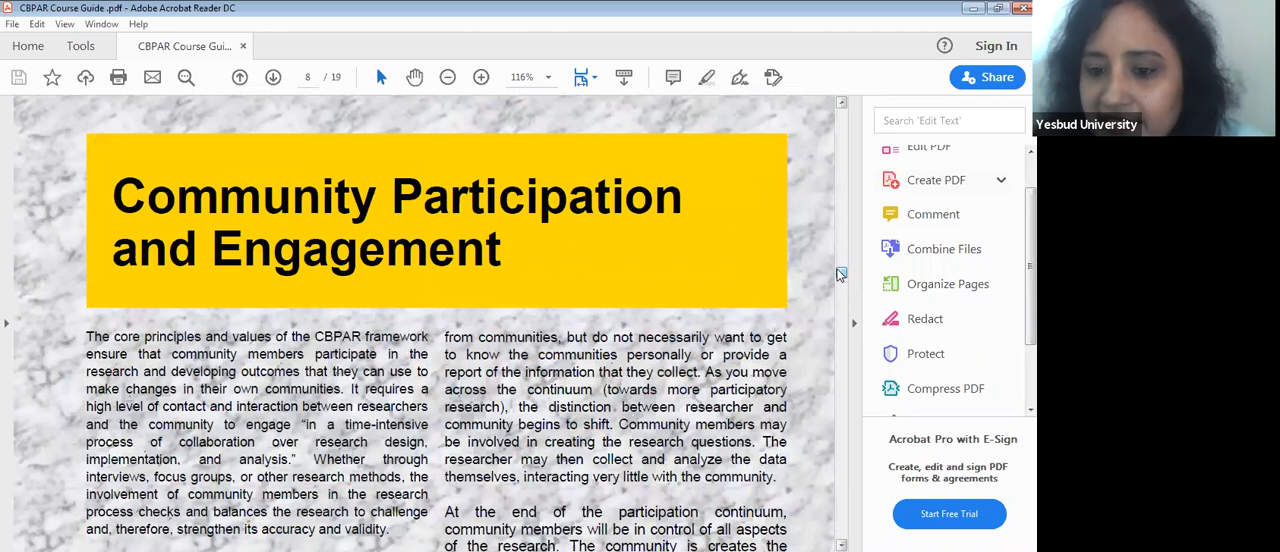 CBPAR Course Guide .pdf - Adobe Acrobat Reader DC
File Edit View Window Help
Home Tools CBPAR Course Gui... × Sign In
8 / 19 116% Share
Community Participation
and Engagement
The core principles and values of the CBPAR framework
ensure that community members participate in the
research and developing outcomes that they can use to
make changes in their own communities. It requires a
high level of contact and interaction between researchers
and the community to engage “in a time-intensive
process of collaboration over research design,
implementation, and analysis.” Whether through
interviews, focus groups, or other research methods, the
involvement of community members in the research
process checks and balances the research to challenge
and, therefore, strengthen its accuracy and validity.
from communities, but do not necessarily want to get
to know the communities personally or provide a
report of the information that they collect. As you move
across the continuum (towards more participatory
research), the distinction between researcher and
community begins to shift. Community members may
be involved in creating the research questions. The
researcher may then collect and analyze the data
themselves, interacting very little with the community.
At the end of the participation continuum,
community members will be in control of all aspects
of the research. The community is creates the
Search 'Edit Text'
Edit PDF
Create PDF
Comment
Combine Files
Organize Pages
Redact
Protect
Compress PDF
Acrobat Pro with E-Sign
Create, edit and sign PDF
forms & agreements
Start Free Trial
Yesbud University